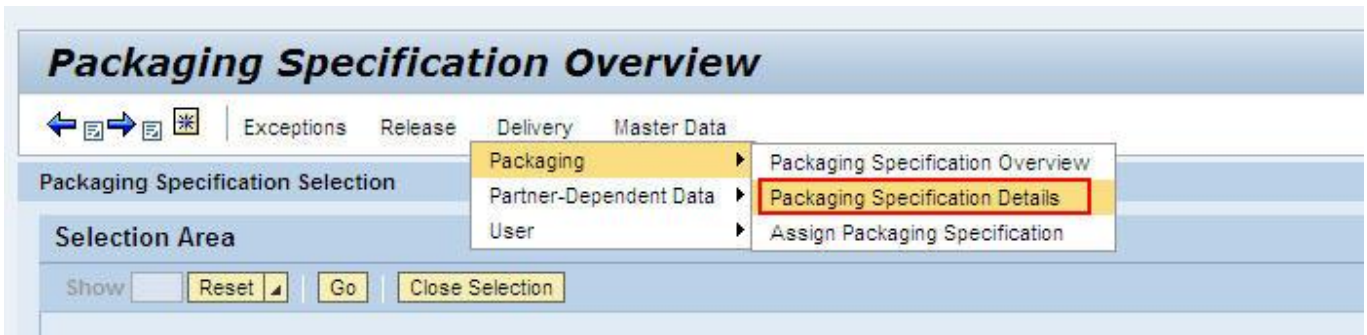 Packaging Specification Overview
Exceptions Release Delivery Master Data
Packaging
Packaging Specification Overview
Packaging Specification Selection
Partner-Dependent Data
Packaging Specification Details
Selection Area
User
Assign Packaging Specification
Show Reset Go Close Selection